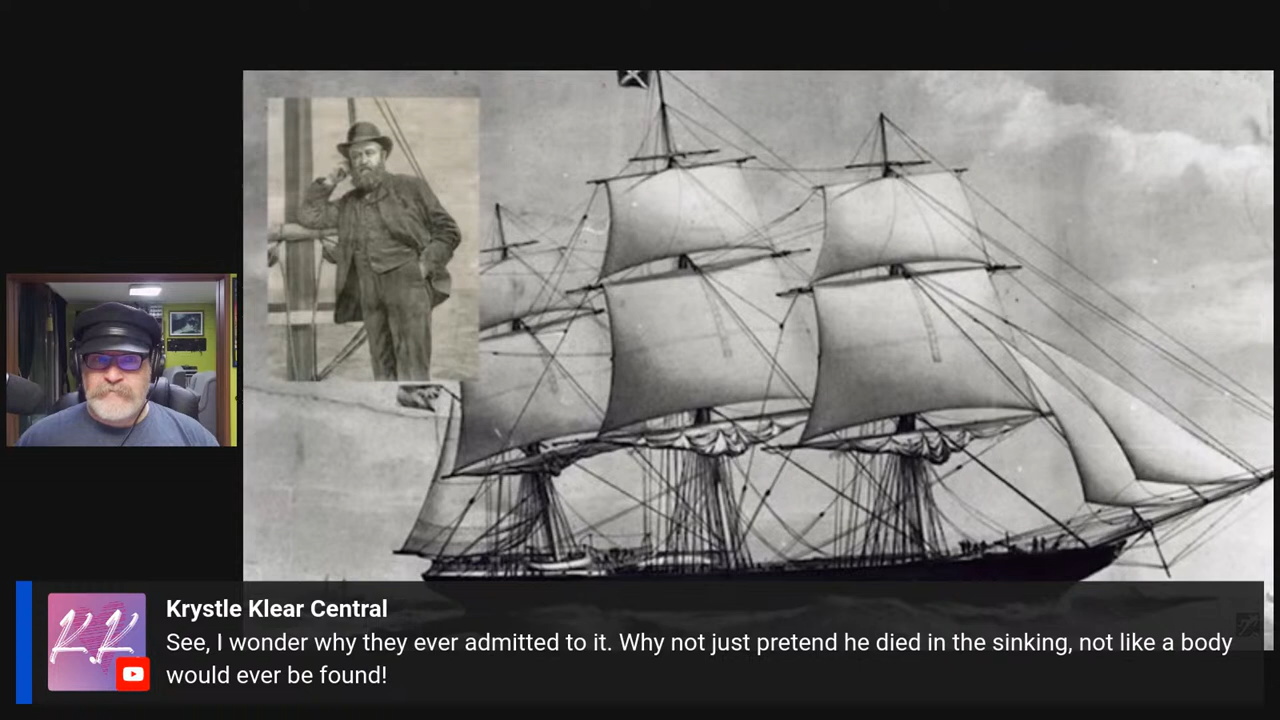 K.K
Krystle Klear Central
See, I wonder why they ever admitted to it. Why not just pretend he died in the sinking, not like a body
would ever be found!